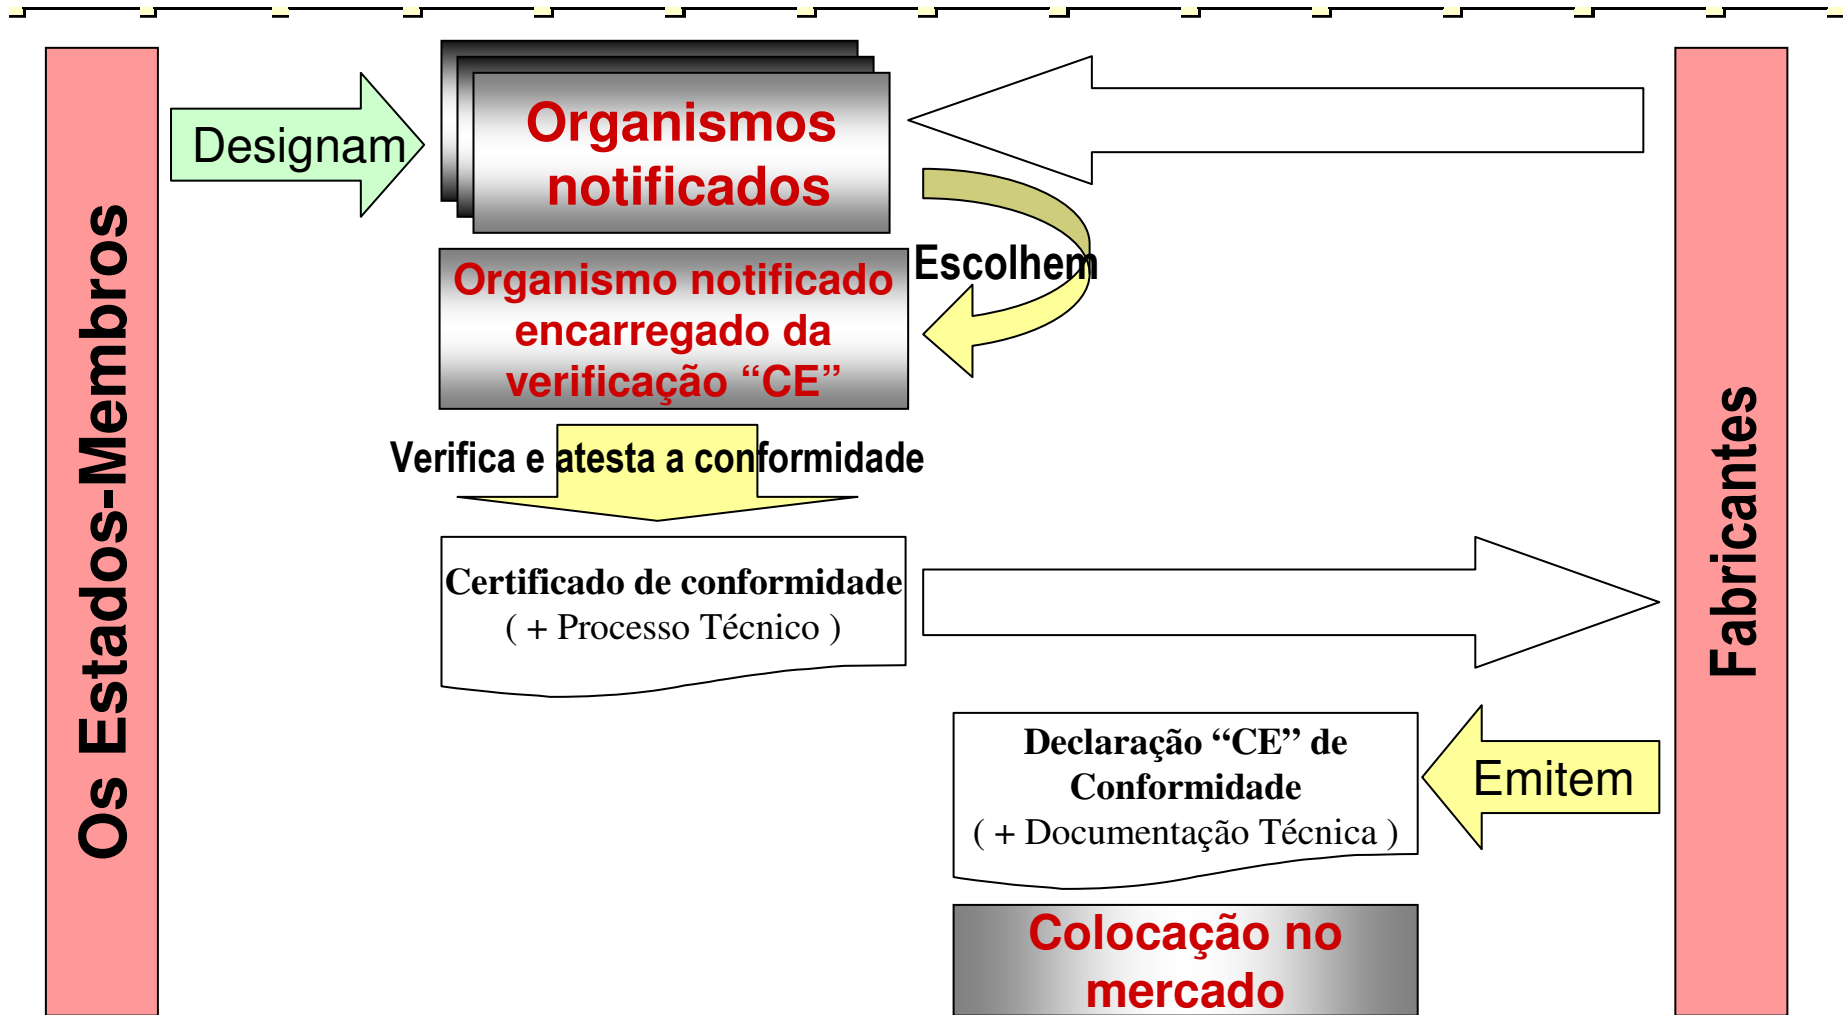 Os Estados-Membros
Designam
Organismos
notificados
Escolhem
Organismo notificado
encarregado da
verificação “CE”
Verifica e atesta a conformidade
Certificado de conformidade
( + Processo Técnico )
Fabricantes
Declaração “CE” de
Conformidade
( + Documentação Técnica )
Emitem
Colocação no
mercado